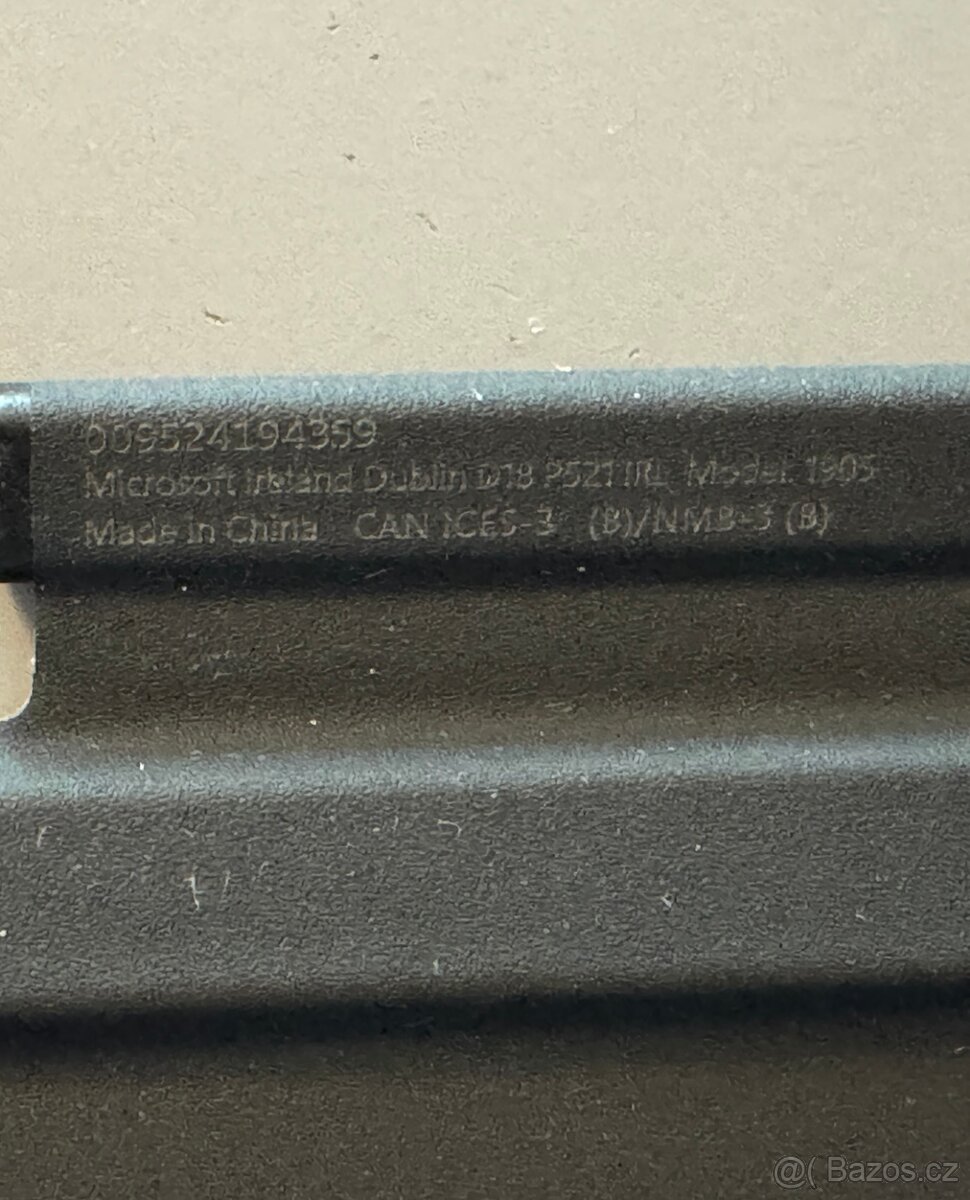 009524194359
Microsoft Ireland Dublin D18 P521 IRL Model: 1905
Made in China CAN ICES-3 (B)/NMB-3 (B)
@( Bazos.cz